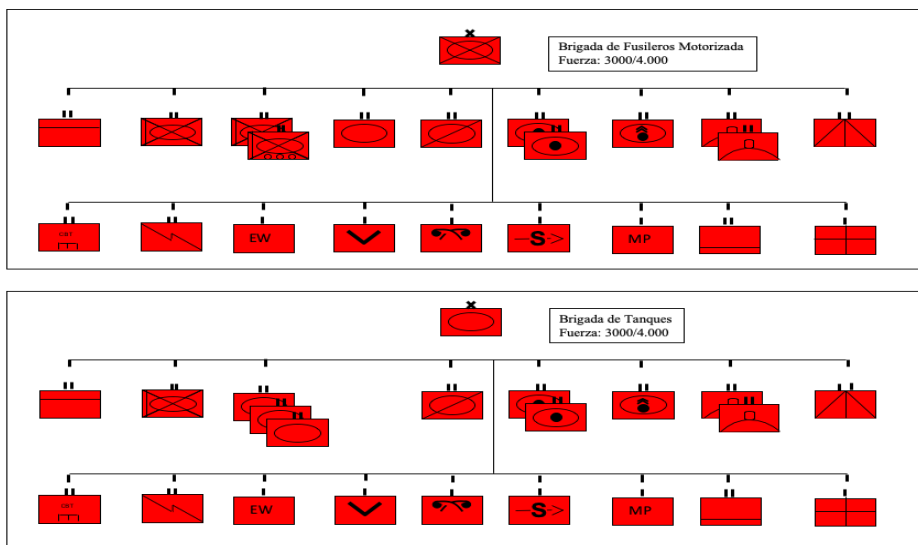 Brigada de Fusileros Motorizada
Fuerza: 3000/4.000
EW
S
MP
Brigada de Tanques
Fuerza: 3000/4.000
EW
S
MP